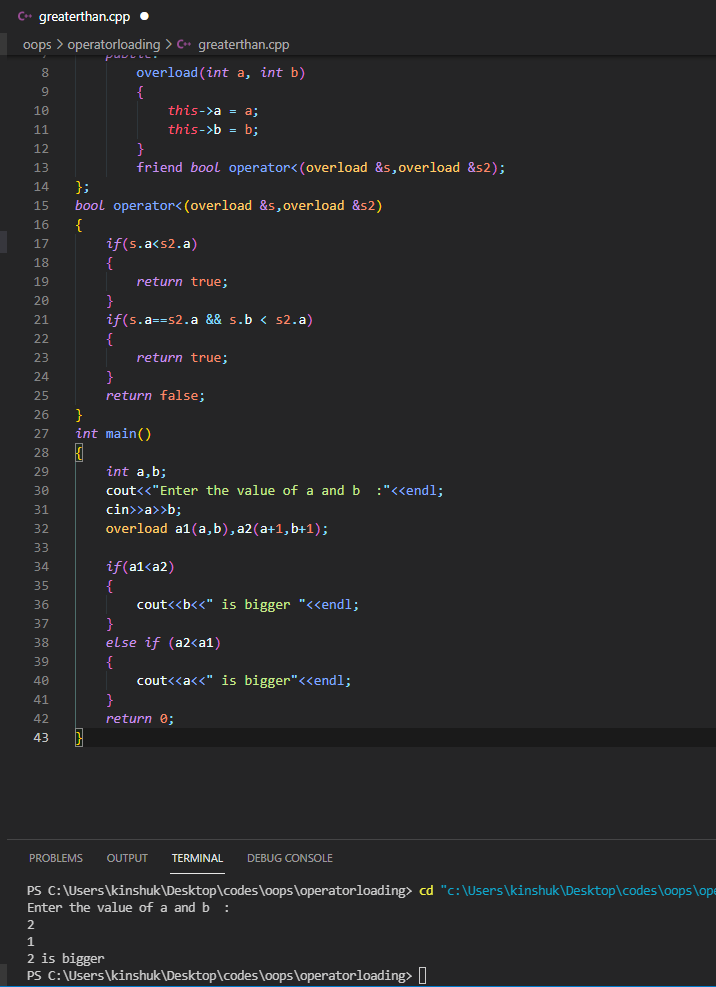 C++ greaterthan.cpp ●
oops > operatorloading > C++ greaterthan.cpp
7 public:
8 overload(int a, int b)
9 {
10 this->a = a;
11 this->b = b;
12 }
13 friend bool operator<(overload &s,overload &s2);
14 };
15 bool operator<(overload &s,overload &s2)
16 {
17 if(s.a<s2.a)
18 {
19 return true;
20 }
21 if(s.a==s2.a && s.b < s2.a)
22 {
23 return true;
24 }
25 return false;
26 }
27 int main()
28 {
29 int a,b;
30 cout<<"Enter the value of a and b  :"<<endl;
31 cin>>a>>b;
32 overload a1(a,b),a2(a+1,b+1);
33
34 if(a1<a2)
35 {
36 cout<<b<<" is bigger "<<endl;
37 }
38 else if (a2<a1)
39 {
40 cout<<a<<" is bigger"<<endl;
41 }
42 return 0;
43 }
PROBLEMS OUTPUT TERMINAL DEBUG CONSOLE
PS C:\Users\kinshuk\Desktop\codes\oops\operatorloading> cd "c:\Users\kinshuk\Desktop\codes\oops\ope
Enter the value of a and b  :
2
1
2 is bigger
PS C:\Users\kinshuk\Desktop\codes\oops\operatorloading>